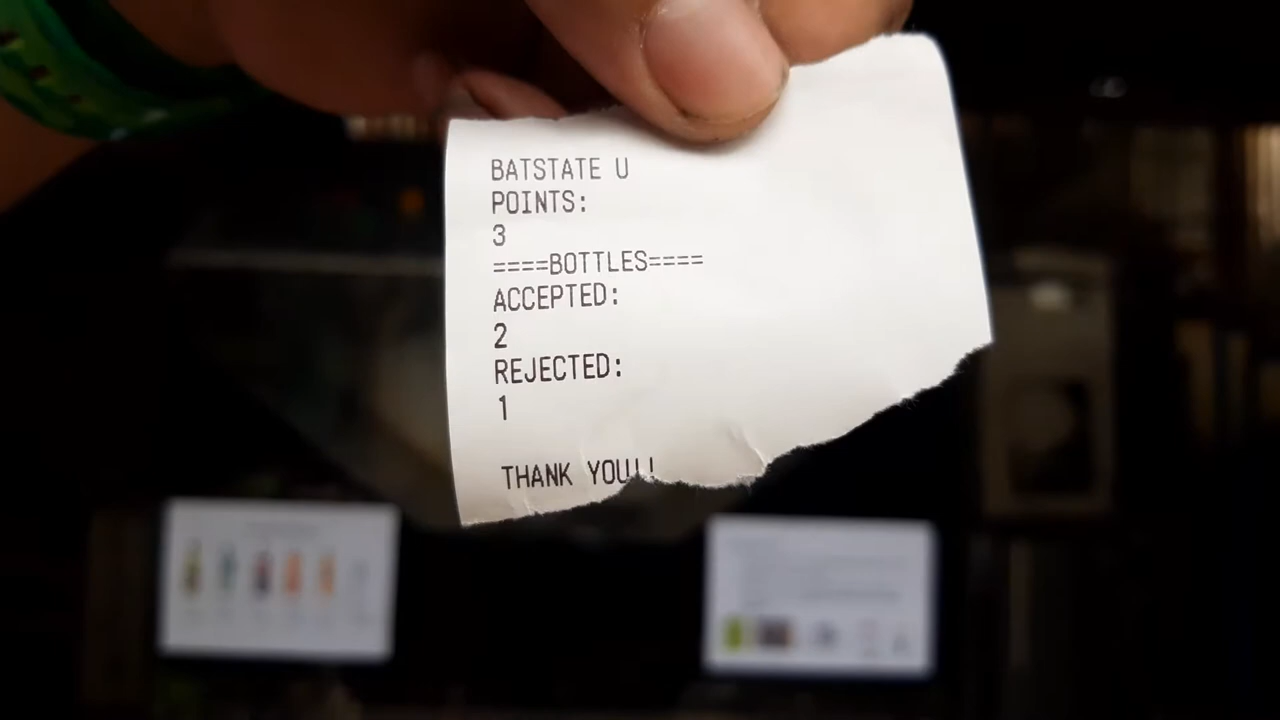 BATSTATE U
POINTS:
3
====BOTTLES====
ACCEPTED:
2
REJECTED:
1
THANK YOU!!